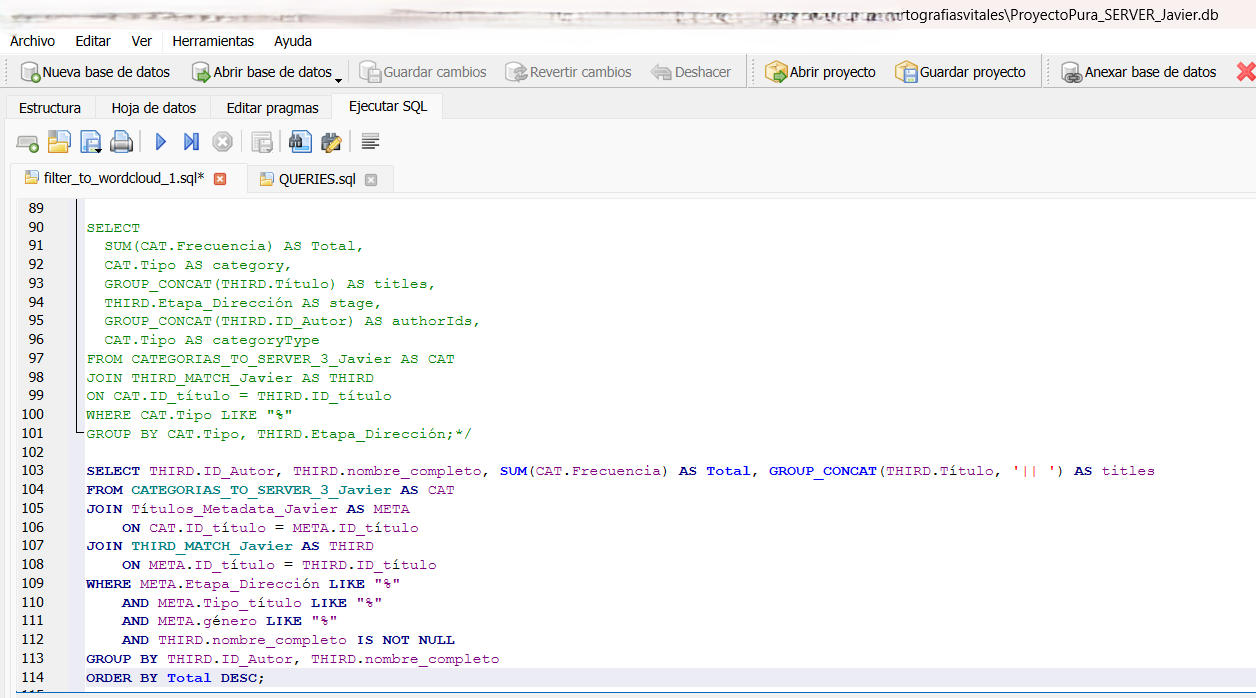 rtografiasvitales\ProyectoPura_SERVER_Javier.db
Archivo Editar Ver Herramientas Ayuda
Nueva base de datos Abrir base de datos Guardar cambios Revertir cambios Deshacer Abrir proyecto Guardar proyecto Anexar base de datos
Estructura Hoja de datos Editar pragmas Ejecutar SQL
filter_to_wordcloud_1.sql* QUERIES.sql
89
90 SELECT
91 SUM(CAT.Frecuencia) AS Total,
92 CAT.Tipo AS category,
93 GROUP_CONCAT(THIRD.Título) AS titles,
94 THIRD.Etapa_Dirección AS stage,
95 GROUP_CONCAT(THIRD.ID_Autor) AS authorIds,
96 CAT.Tipo AS categoryType
97 FROM CATEGORIAS_TO_SERVER_3_Javier AS CAT
98 JOIN THIRD_MATCH_Javier AS THIRD
99 ON CAT.ID_título = THIRD.ID_título
100 WHERE CAT.Tipo LIKE "%"
101 GROUP BY CAT.Tipo, THIRD.Etapa_Dirección;*/
102
103 SELECT THIRD.ID_Autor, THIRD.nombre_completo, SUM(CAT.Frecuencia) AS Total, GROUP_CONCAT(THIRD.Título, '|| ') AS titles
104 FROM CATEGORIAS_TO_SERVER_3_Javier AS CAT
105 JOIN Títulos_Metadata_Javier AS META
106 ON CAT.ID_título = META.ID_título
107 JOIN THIRD_MATCH_Javier AS THIRD
108 ON META.ID_título = THIRD.ID_título
109 WHERE META.Etapa_Dirección LIKE "%"
110 AND META.Tipo_título LIKE "%"
111 AND META.género LIKE "%"
112 AND THIRD.nombre_completo IS NOT NULL
113 GROUP BY THIRD.ID_Autor, THIRD.nombre_completo
114 ORDER BY Total DESC;